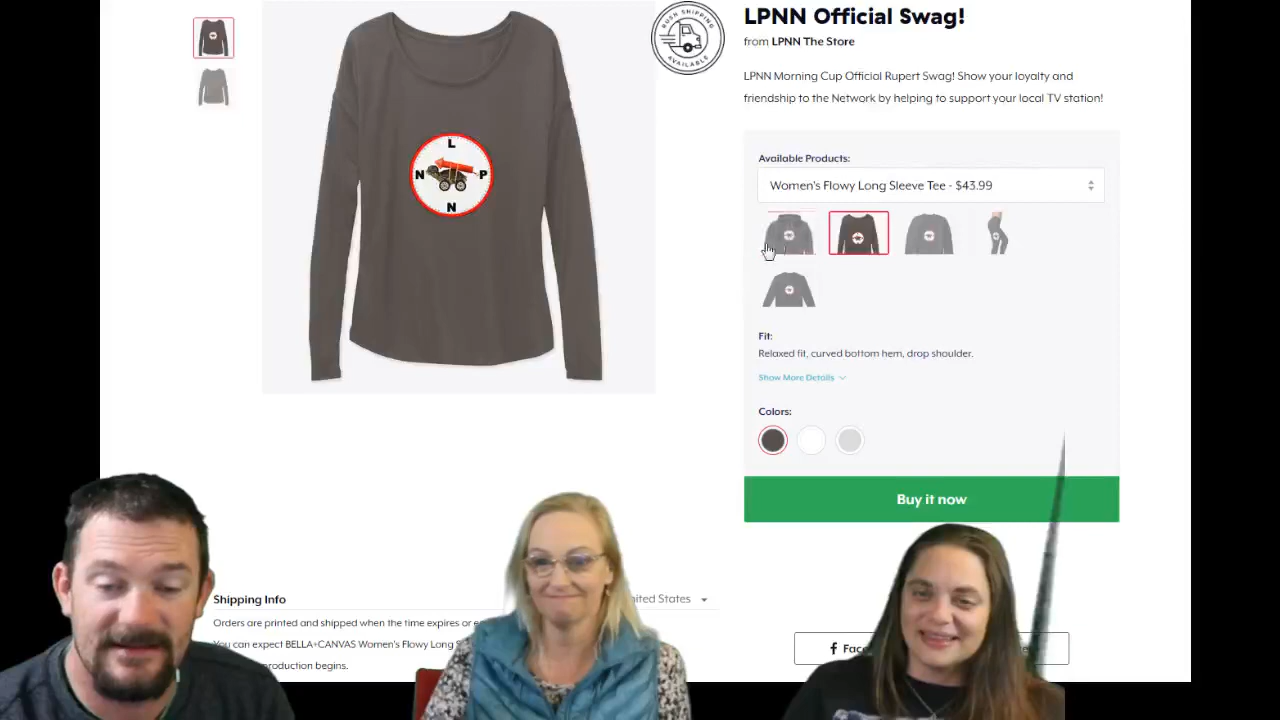 RUSH SHIPPING
AVAILABLE
LPNN Official Swag!
from LPNN The Store
LPNN Morning Cup Official Rupert Swag! Show your loyalty and
friendship to the Network by helping to support your local TV station!
L
N P
N
Available Products:
Women's Flowy Long Sleeve Tee - $43.99
Fit:
Relaxed fit, curved bottom hem, drop shoulder.
Show More Details
Colors:
Buy it now
Shipping Info
States
Orders are printed and shipped when the time expires or
You can expect BELLA+CANVAS Women's Flowy Long
production begins.